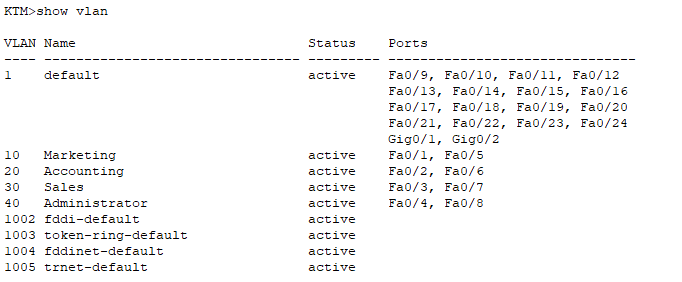 KTM>show vlan
VLAN Name                             Status    Ports
---- -------------------------------- --------- -------------------------------
1    default                          active    Fa0/9, Fa0/10, Fa0/11, Fa0/12
                                                Fa0/13, Fa0/14, Fa0/15, Fa0/16
                                                Fa0/17, Fa0/18, Fa0/19, Fa0/20
                                                Fa0/21, Fa0/22, Fa0/23, Fa0/24
                                                Gig0/1, Gig0/2
10   Marketing                        active    Fa0/1, Fa0/5
20   Accounting                       active    Fa0/2, Fa0/6
30   Sales                            active    Fa0/3, Fa0/7
40   Administrator                    active    Fa0/4, Fa0/8
1002 fddi-default                     active
1003 token-ring-default               active
1004 fddinet-default                  active
1005 trnet-default                    active